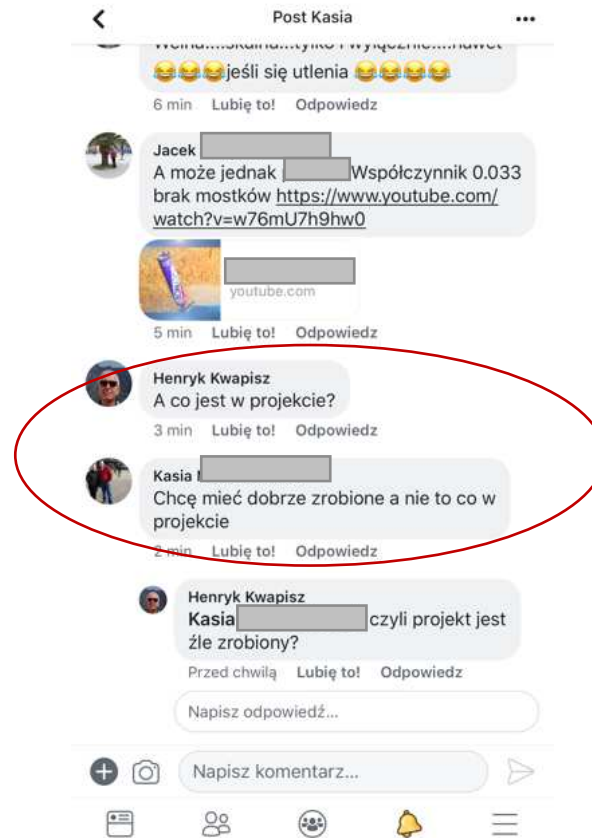 Post Kasia
😂😂😂jeśli się utlenia 😂😂😂😂
6 min Lubię to! Odpowiedz
Jacek
A może jednak Współczynnik 0.033
brak mostków https://www.youtube.com/
watch?v=w76mU7h9hw0
youtube.com
5 min Lubię to! Odpowiedz
Henryk Kwapisz
A co jest w projekcie?
3 min Lubię to! Odpowiedz
Kasia
Chcę mieć dobrze zrobione a nie to co w
projekcie
2 min Lubię to! Odpowiedz
Henryk Kwapisz
Kasia czyli projekt jest
źle zrobiony?
Przed chwilą Lubię to! Odpowiedz
Napisz odpowiedź...
Napisz komentarz...